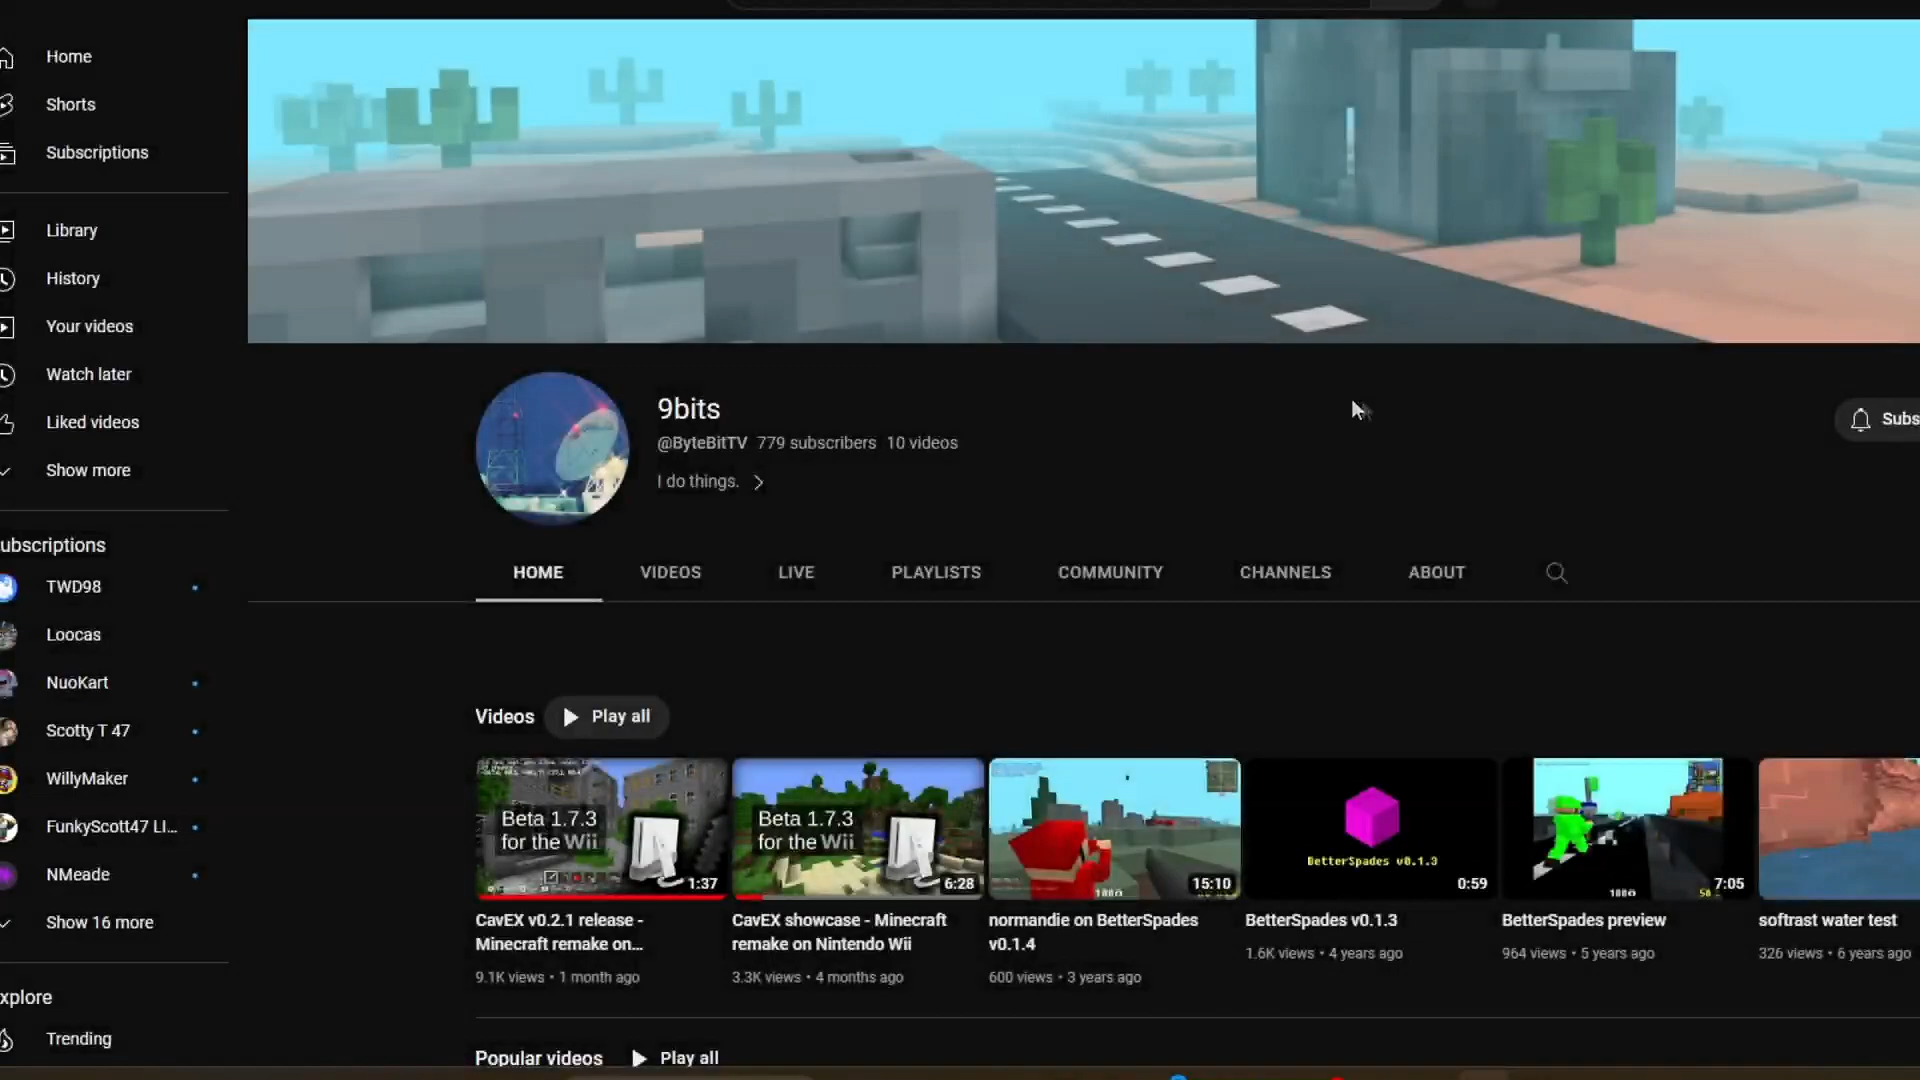 Home
Shorts
Subscriptions
Library
History
Your videos
Watch later
Liked videos
Show more
ubscriptions
TWD98
Loocas
NuoKart
Scotty T 47
WillyMaker
FunkyScott47 LI...
NMeade
Show 16 more
xplore
Trending
9bits
@ByteBitTV 779 subscribers 10 videos
I do things.
Subs
HOME VIDEOS LIVE PLAYLISTS COMMUNITY CHANNELS ABOUT
Videos Play all
Beta 1.7.3
for the Wii
1:37
CavEX v0.2.1 release -
Minecraft remake on...
9.1K views • 1 month ago
Beta 1.7.3
for the Wii
6:28
CavEX showcase - Minecraft
remake on Nintendo Wii
3.3K views • 4 months ago
15:10
normandie on BetterSpades
v0.1.4
600 views • 3 years ago
BetterSpades v0.1.3
0:59
BetterSpades v0.1.3
1.6K views • 4 years ago
7:05
BetterSpades preview
964 views • 5 years ago
softrast water test
326 views • 6 years ago
Popular videos Play all